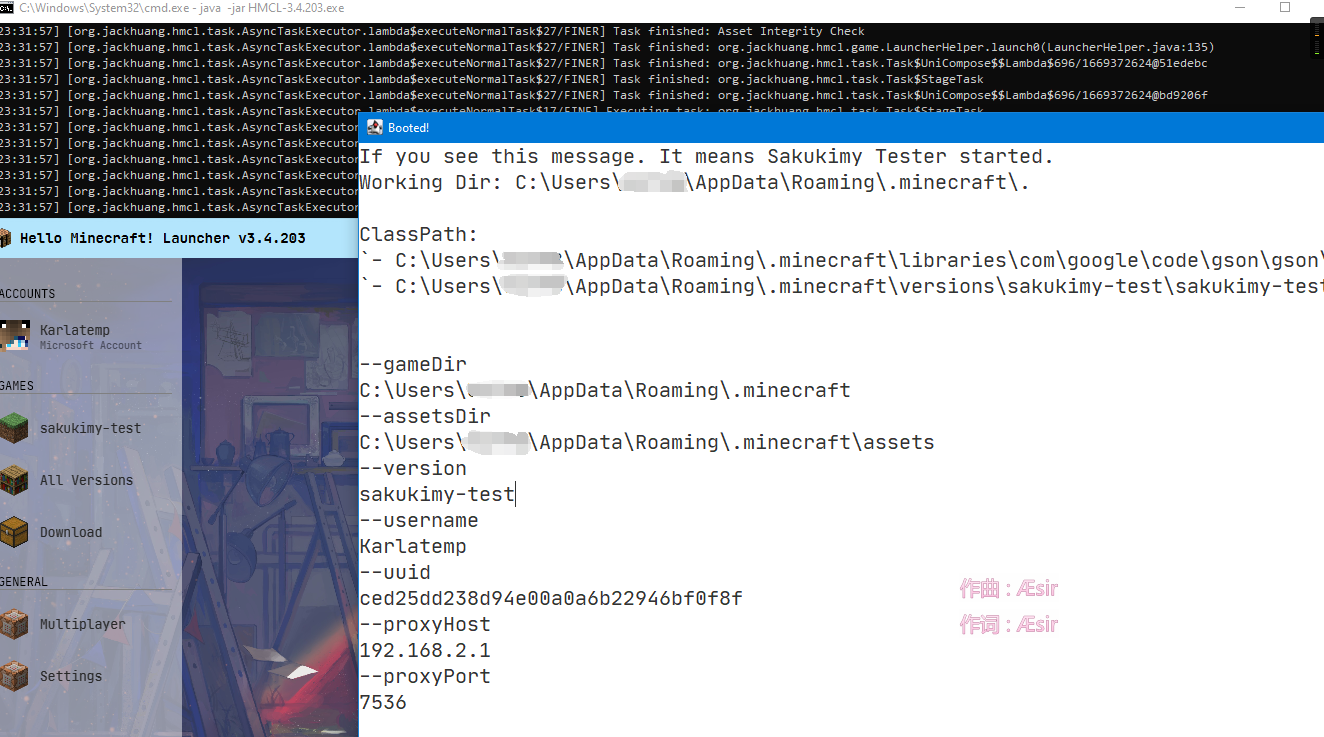 C:\Windows\System32\cmd.exe - java  -jar HMCL-3.4.203.exe
23:31:57] [org.jackhuang.hmcl.task.AsyncTaskExecutor.lambda$executeNormalTask$27/FINER] Task finished: Asset Integrity Check
23:31:57] [org.jackhuang.hmcl.task.AsyncTaskExecutor.lambda$executeNormalTask$27/FINER] Task finished: org.jackhuang.hmcl.game.LauncherHelper.launch0(LauncherHelper.java:135)
23:31:57] [org.jackhuang.hmcl.task.AsyncTaskExecutor.lambda$executeNormalTask$27/FINER] Task finished: org.jackhuang.hmcl.task.Task$UniCompose$$Lambda$696/1669372624@51edebc
23:31:57] [org.jackhuang.hmcl.task.AsyncTaskExecutor.lambda$executeNormalTask$27/FINER] Task finished: org.jackhuang.hmcl.task.Task$StageTask
23:31:57] [org.jackhuang.hmcl.task.AsyncTaskExecutor.lambda$executeNormalTask$27/FINER] Task finished: org.jackhuang.hmcl.task.Task$UniCompose$$Lambda$696/1669372624@bd9206f
23:31:57] [org.jackhuang.hmcl.task.AsyncTaskExecutor.lambda$executeNormalTask$17/FINE] Executing task: org.jackhuang.hmcl.task.Task$StageTask
23:31:57] [org.jackhuang.hmcl.task.AsyncTaskExecutor
23:31:57] [org.jackhuang.hmcl.task.AsyncTaskExecutor
23:31:57] [org.jackhuang.hmcl.task.AsyncTaskExecutor
23:31:57] [org.jackhuang.hmcl.task.AsyncTaskExecutor
23:31:57] [org.jackhuang.hmcl.task.AsyncTaskExecutor
23:31:57] [org.jackhuang.hmcl.task.AsyncTaskExecutor
Hello Minecraft! Launcher v3.4.203
ACCOUNTS
Karlatemp
Microsoft Account
GAMES
sakukimy-test
All Versions
Download
GENERAL
Multiplayer
Settings
Booted!
If you see this message. It means Sakukimy Tester started.
Working Dir: C:\Users\ \AppData\Roaming\.minecraft\.
ClassPath:
`- C:\Users\ \AppData\Roaming\.minecraft\libraries\com\google\code\gson\gson\
`- C:\Users\ \AppData\Roaming\.minecraft\versions\sakukimy-test\sakukimy-test
--gameDir
C:\Users\ \AppData\Roaming\.minecraft
--assetsDir
C:\Users\ \AppData\Roaming\.minecraft\assets
--version
sakukimy-test
--username
Karlatemp
--uuid
ced25dd238d94e00a0a6b22946bf0f8f
--proxyHost
192.168.2.1
--proxyPort
7536
作曲 : Æsir
作词 : Æsir